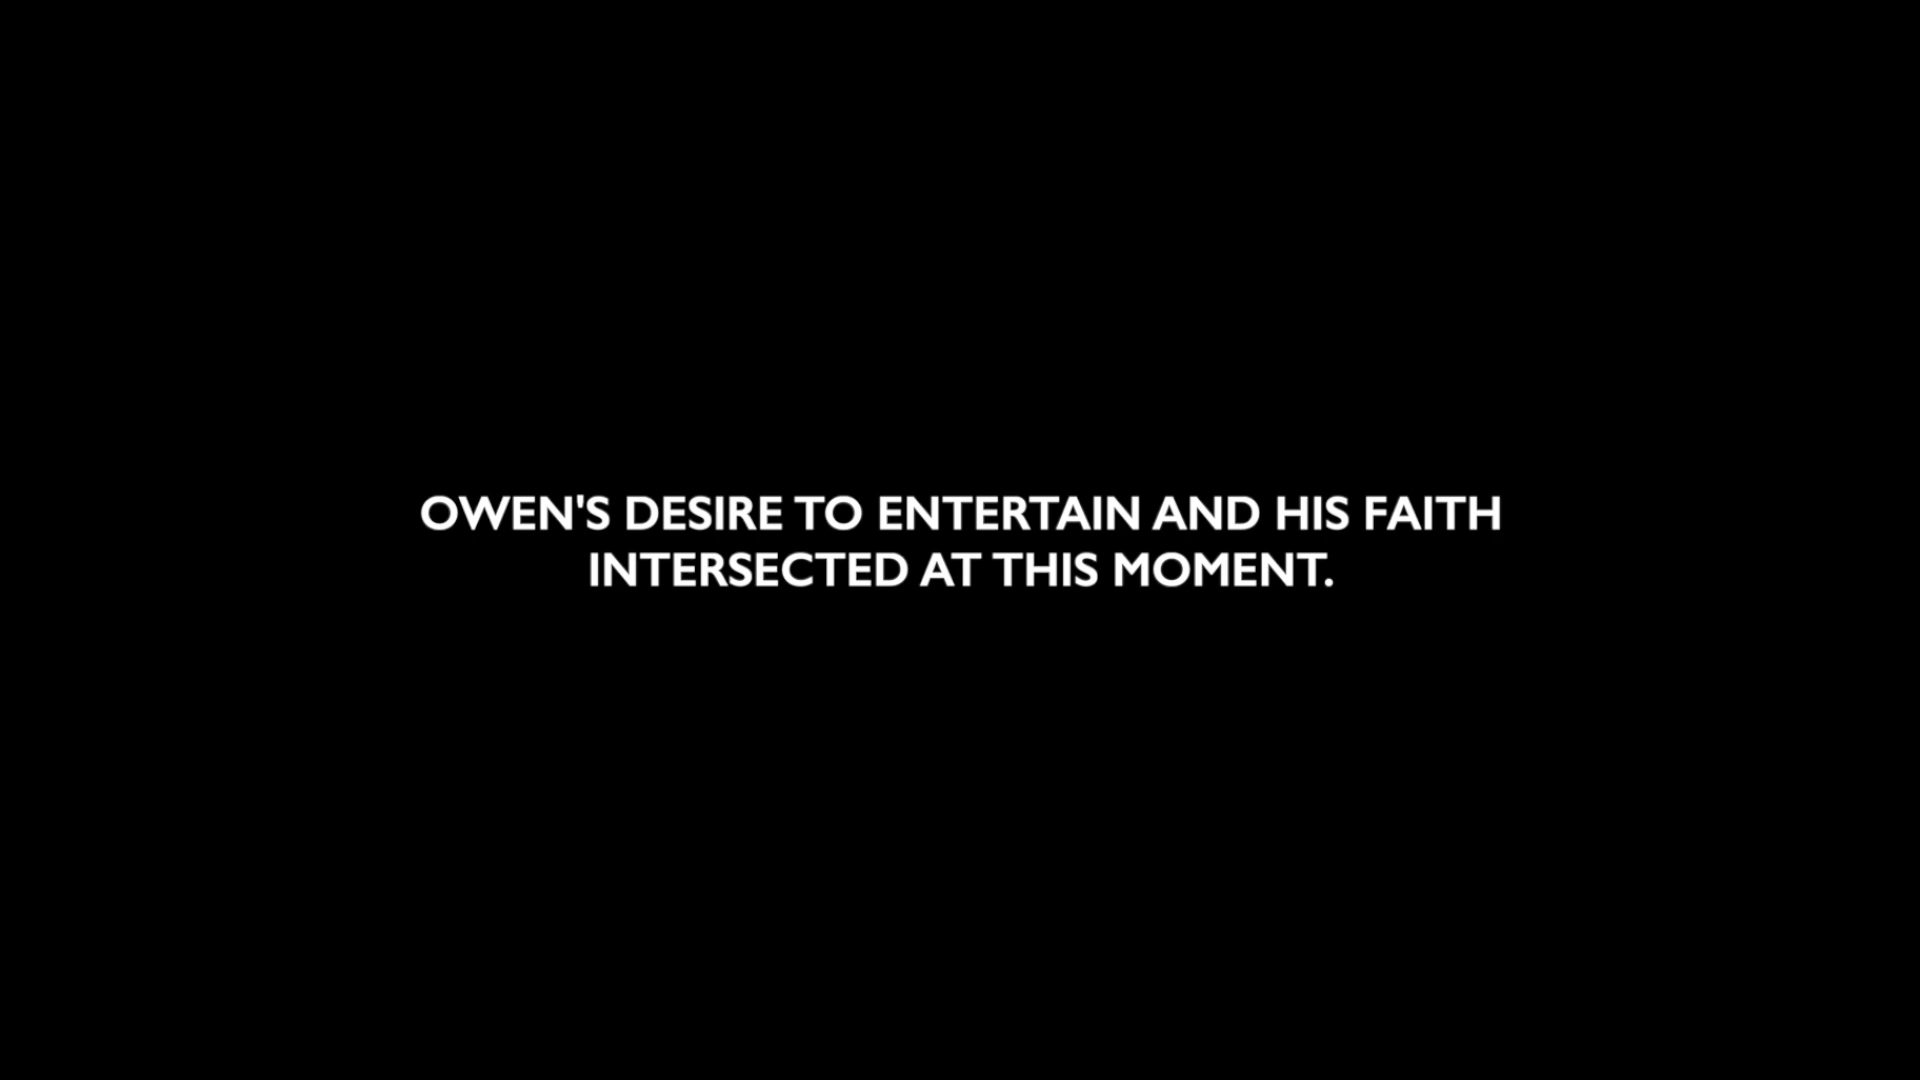 OWEN'S DESIRE TO ENTERTAIN AND HIS FAITH
INTERSECTED AT THIS MOMENT.